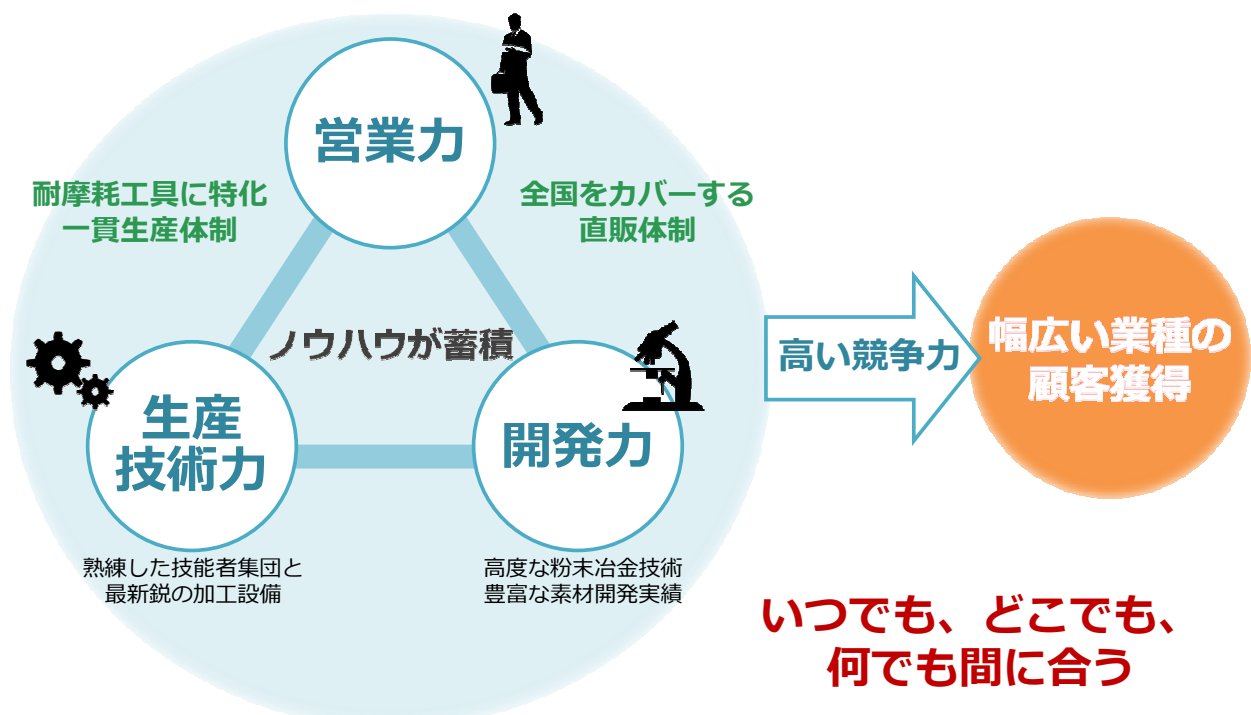 営業力
耐摩耗工具に特化
一貫生産体制
全国をカバーする
直販体制
ノウハウが蓄積
生産
技術力
開発力
熟練した技能者集団と
最新鋭の加工設備
高度な粉末冶金技術
豊富な素材開発実績
高い競争力
幅広い業種の
顧客獲得
いつでも、どこでも、
何でも間に合う